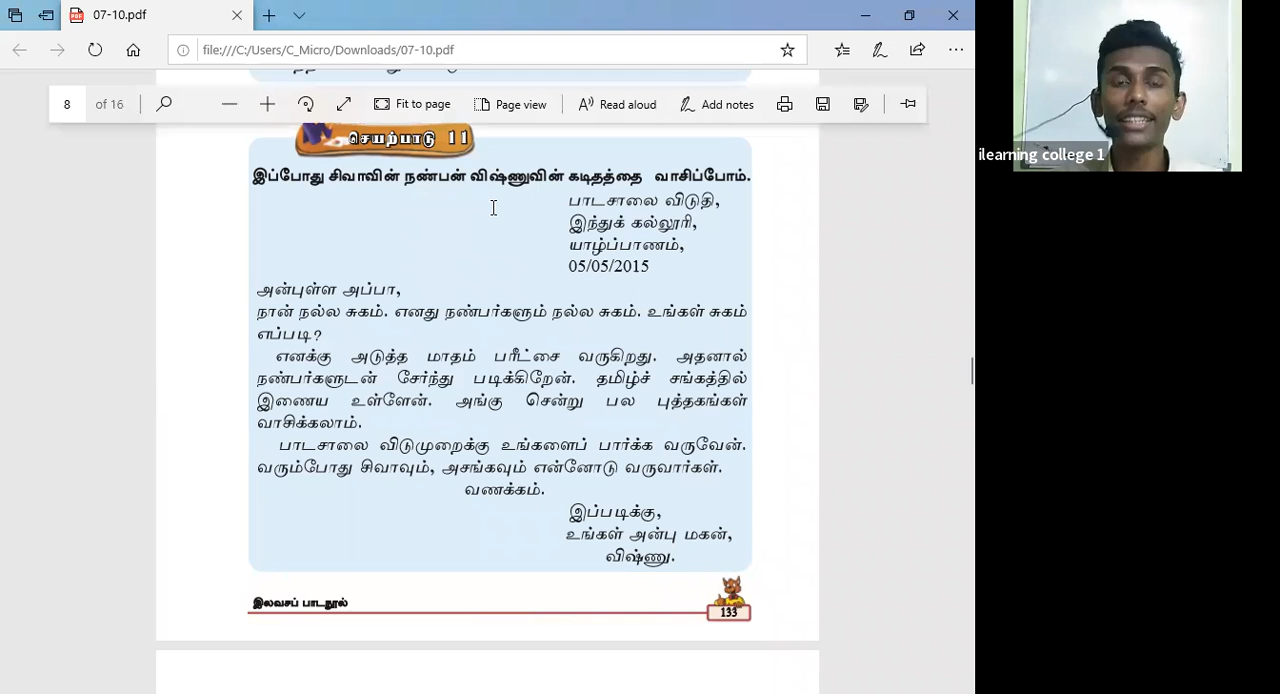 07-10.pdf
file:///C:/Users/C_Micro/Downloads/07-10.pdf
8 of 16 Fit to page Page view Read aloud Add notes
செயற்பாடு 11
இப்போது சிவாவின் நண்பன் விஷ்ணுவின் கடிதத்தை வாசிப்போம்.
பாடசாலை விடுதி,
இந்துக் கல்லூரி,
யாழ்ப்பாணம்,
05/05/2015
அன்புள்ள அப்பா,
நான் நல்ல சுகம். எனது நண்பர்களும் நல்ல சுகம். உங்கள் சுகம்
எப்படி?
எனக்கு அடுத்த மாதம் பரீட்சை வருகிறது. அதனால்
நண்பர்களுடன் சேர்ந்து படிக்கிறேன். தமிழ்ச் சங்கத்தில்
இணைய உள்ளேன். அங்கு சென்று பல புத்தகங்கள்
வாசிக்கலாம்.
பாடசாலை விடுமுறைக்கு உங்களைப் பார்க்க வருவேன்.
வரும்போது சிவாவும், அசங்கவும் என்னோடு வருவார்கள்.
வணக்கம்.
இப்படிக்கு,
உங்கள் அன்பு மகன்,
விஷ்ணு.
இலவசப் பாடநூல்
133
ilearning college 1